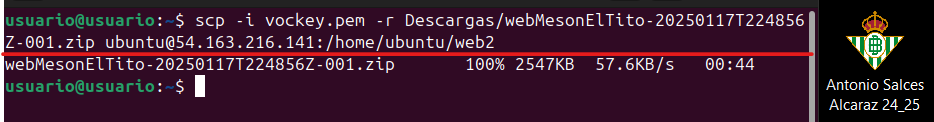 usuario@usuario:~$ scp -i vockey.pem -r Descargas/webMesonElTito-20250117T224856
Z-001.zip ubuntu@54.163.216.141:/home/ubuntu/web2
webMesonElTito-20250117T224856Z-001.zip       100% 2547KB  57.6KB/s   00:44
usuario@usuario:~$
Antonio Salces
Alcaraz 24_25